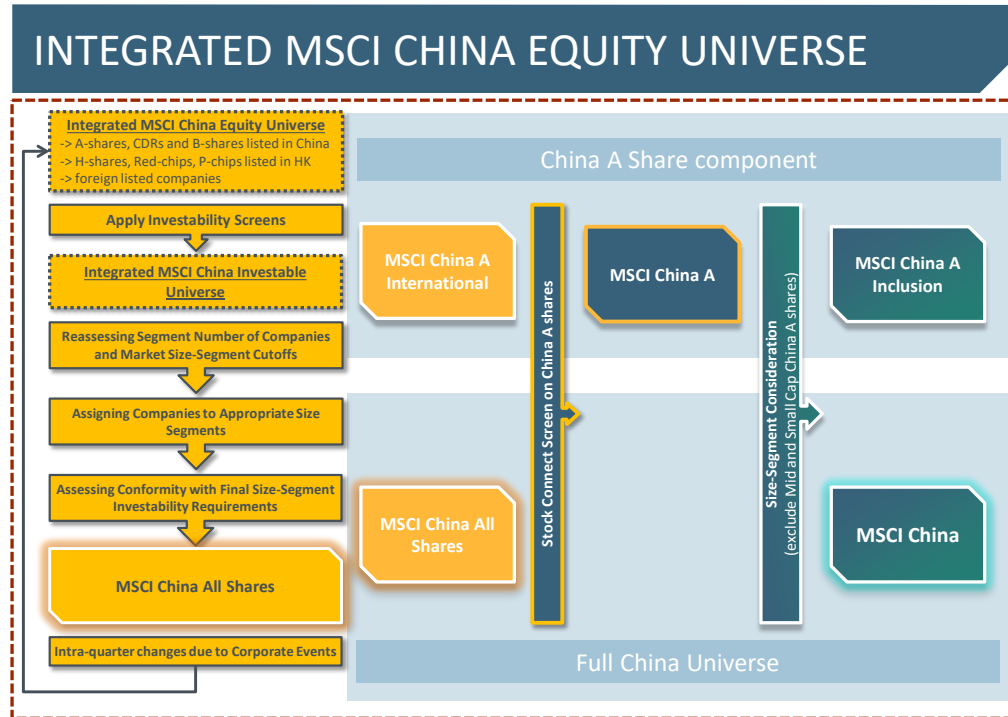 INTEGRATED MSCI CHINA EQUITY UNIVERSE
Integrated MSCI China Equity Universe
-> A-shares, CDRs and B-shares listed in China
-> H-shares, Red-chips, P-chips listed in HK
-> foreign listed companies
Apply Investability Screens
Integrated MSCI China Investable
Universe
Reassessing Segment Number of Companies
and Market Size-Segment Cutoffs
Assigning Companies to Appropriate Size
Segments
Assessing Conformity with Final Size-Segment
Investability Requirements
MSCI China All Shares
Intra-quarter changes due to Corporate Events
China A Share component
MSCI China A
International
Stock Connect Screen on China A shares
MSCI China A
Size-Segment Consideration
(exclude Mid and Small Cap China A shares)
MSCI China A
Inclusion
MSCI China All
Shares
MSCI China
Full China Universe